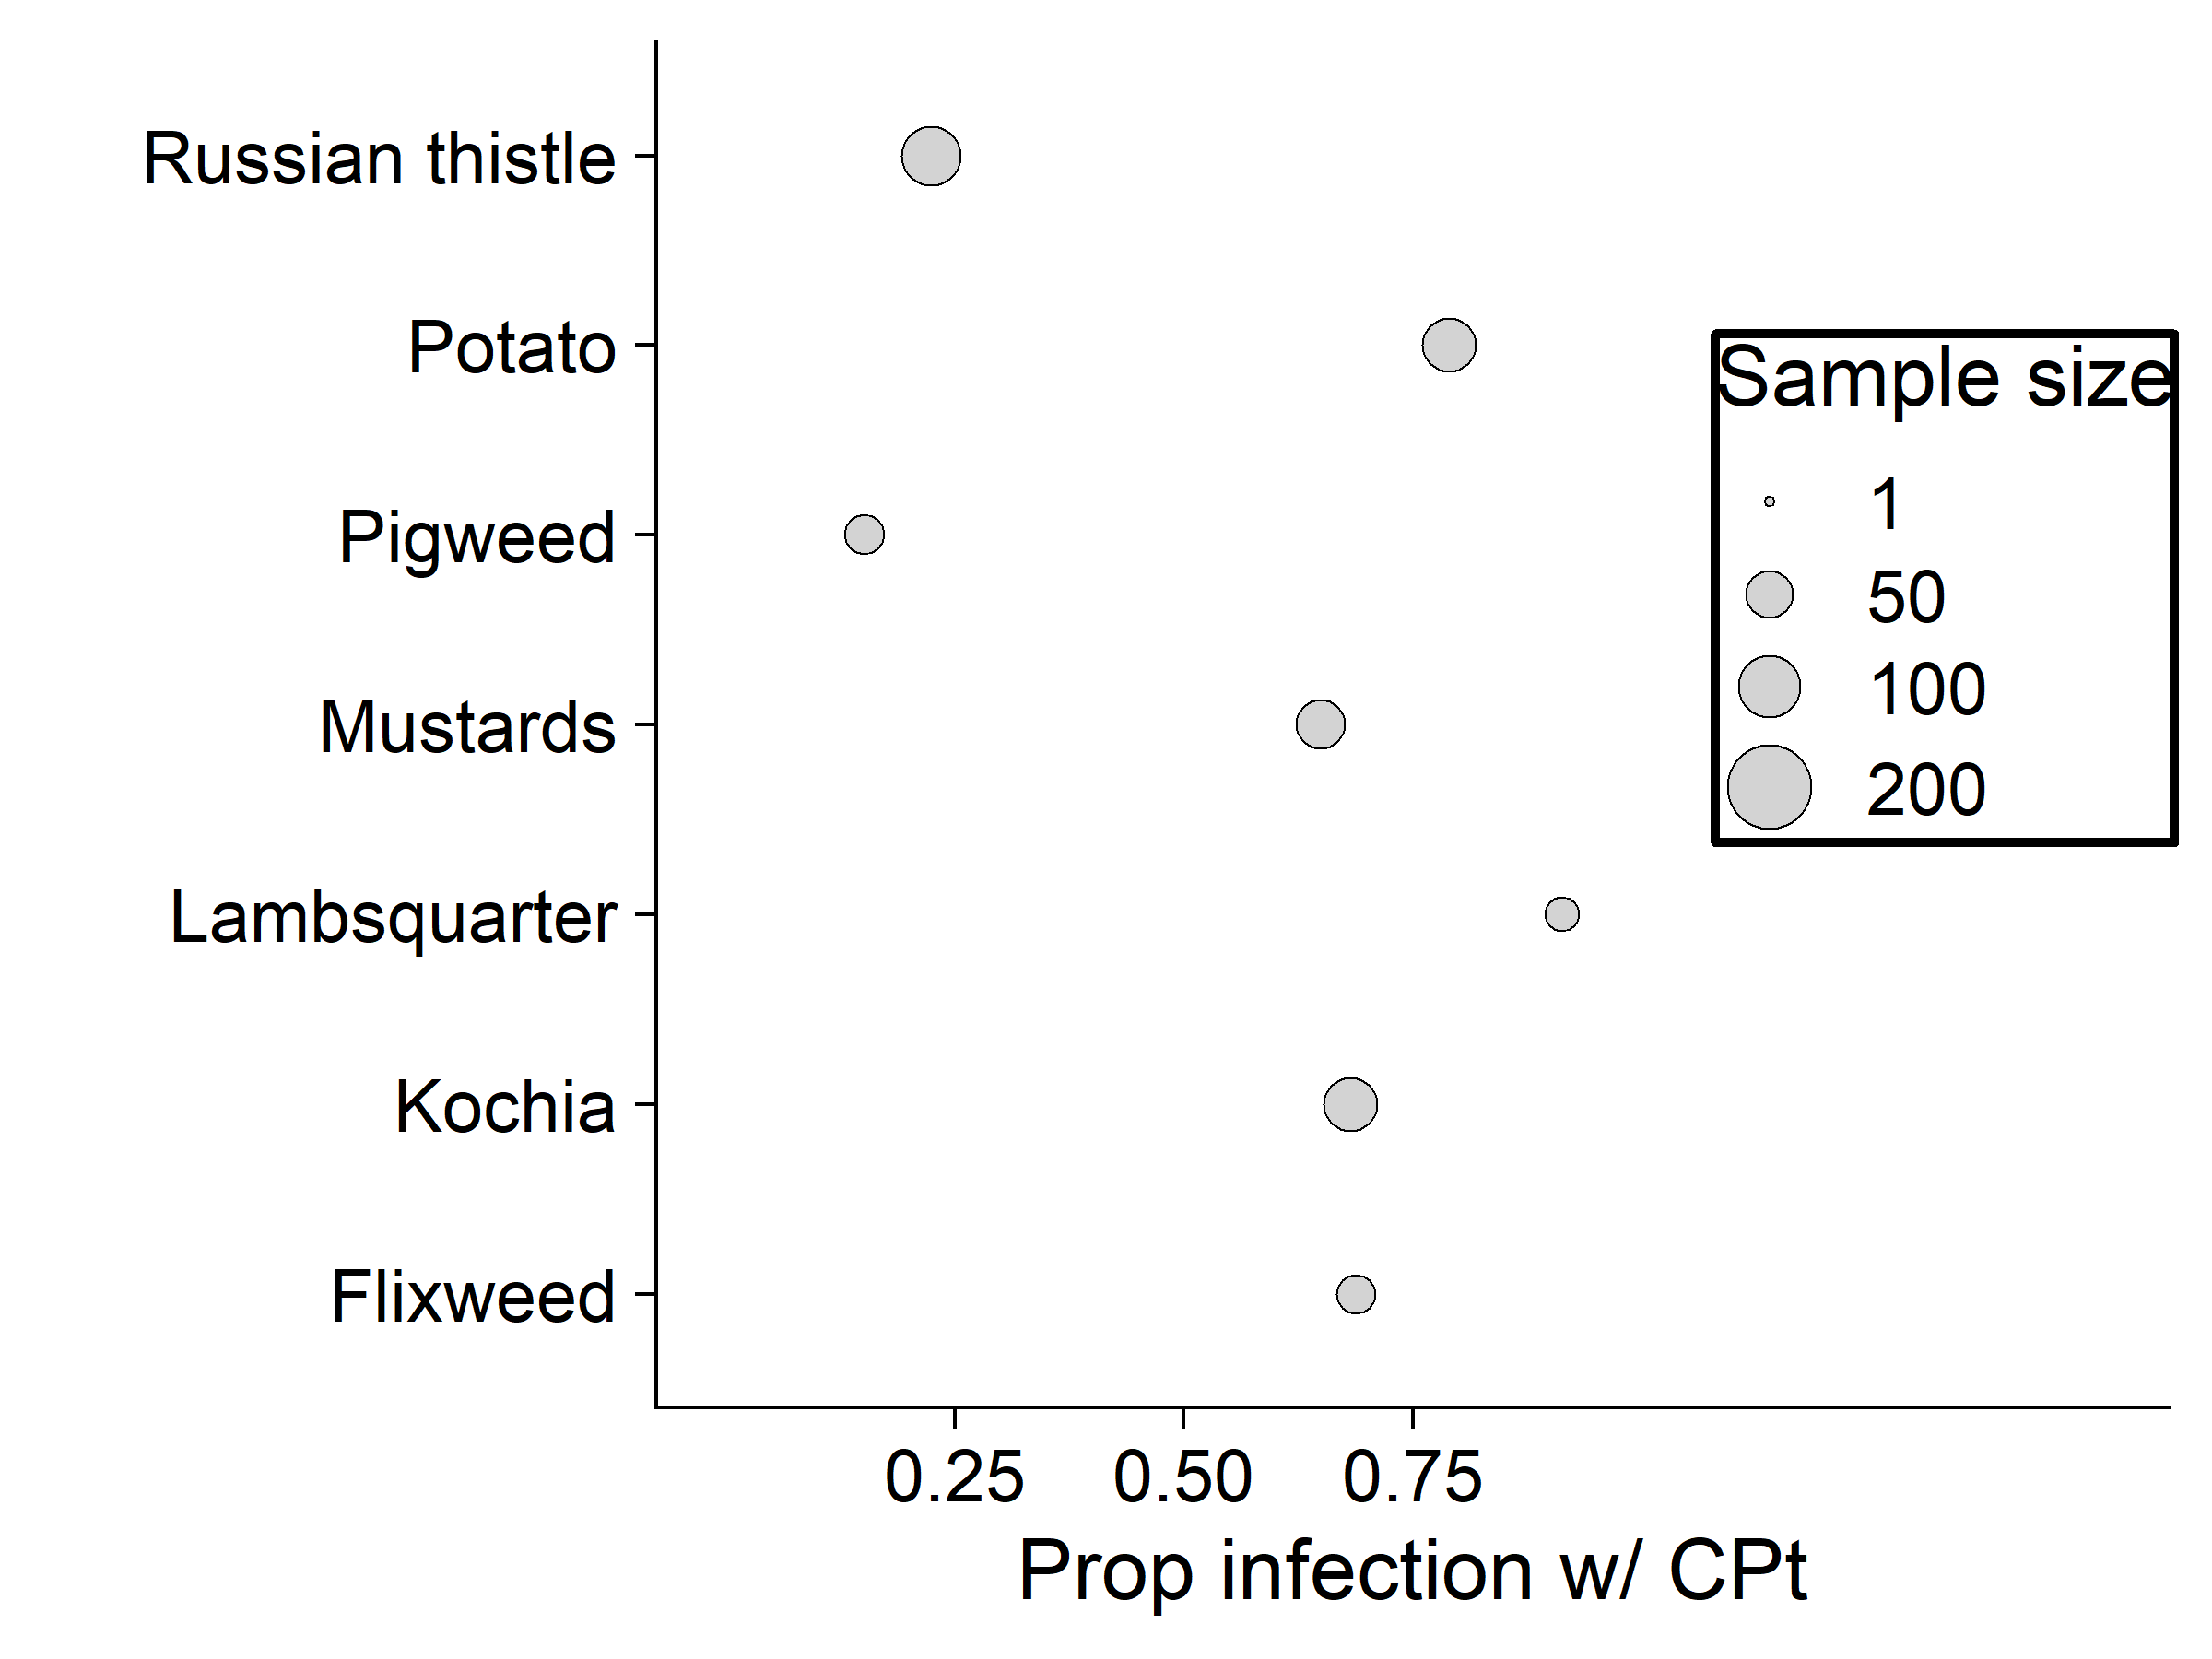 Russian thistle
Potato
Pigweed
Mustards
Lambsquarter
Kochia
Flixweed
0.25 0.50 0.75
Prop infection w/ CPt
Sample size
1
50
100
200